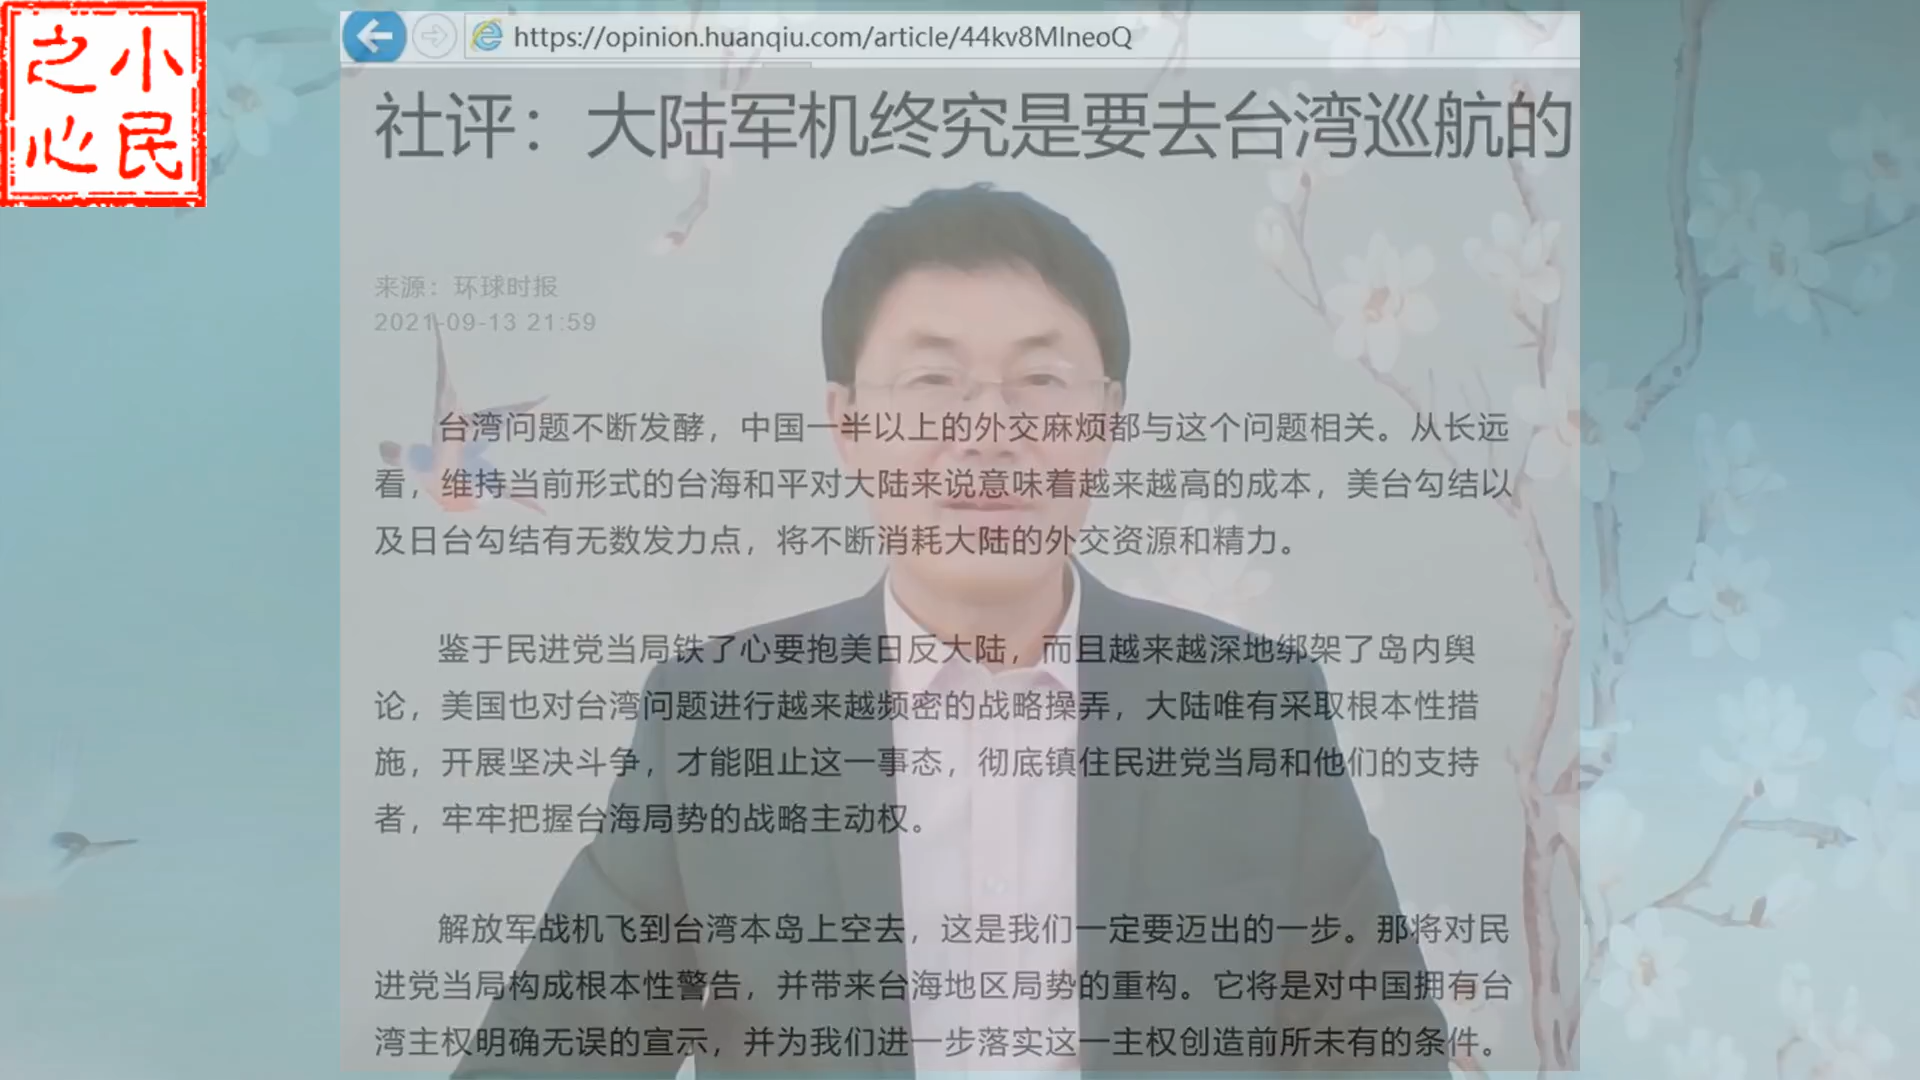 小民
之心
https://opinion.huanqiu.com/article/44kv8MlneoQ
社评：大陆军机终究是要去台湾巡航的
来源：环球时报
2021-09-13 21:59
台湾问题不断发酵，中国一半以上的外交麻烦都与这个问题相关。从长远
看，维持当前形式的台海和平对大陆来说意味着越来越高的成本，美台勾结以
及日台勾结有无数发力点，将不断消耗大陆的外交资源和精力。
鉴于民进党当局铁了心要抱美日反大陆，而且越来越深地绑架了岛内舆
论，美国也对台湾问题进行越来越频密的战略操弄，大陆唯有采取根本性措
施，开展坚决斗争，才能阻止这一事态，彻底镇住民进党当局和他们的支持
者，牢牢把握台海局势的战略主动权。
解放军战机飞到台湾本岛上空去，这是我们一定要迈出的一步。那将对民
进党当局构成根本性警告，并带来台海地区局势的重构。它将是对中国拥有台
湾主权明确无误的宣示，并为我们进一步落实这一主权创造前所未有的条件。